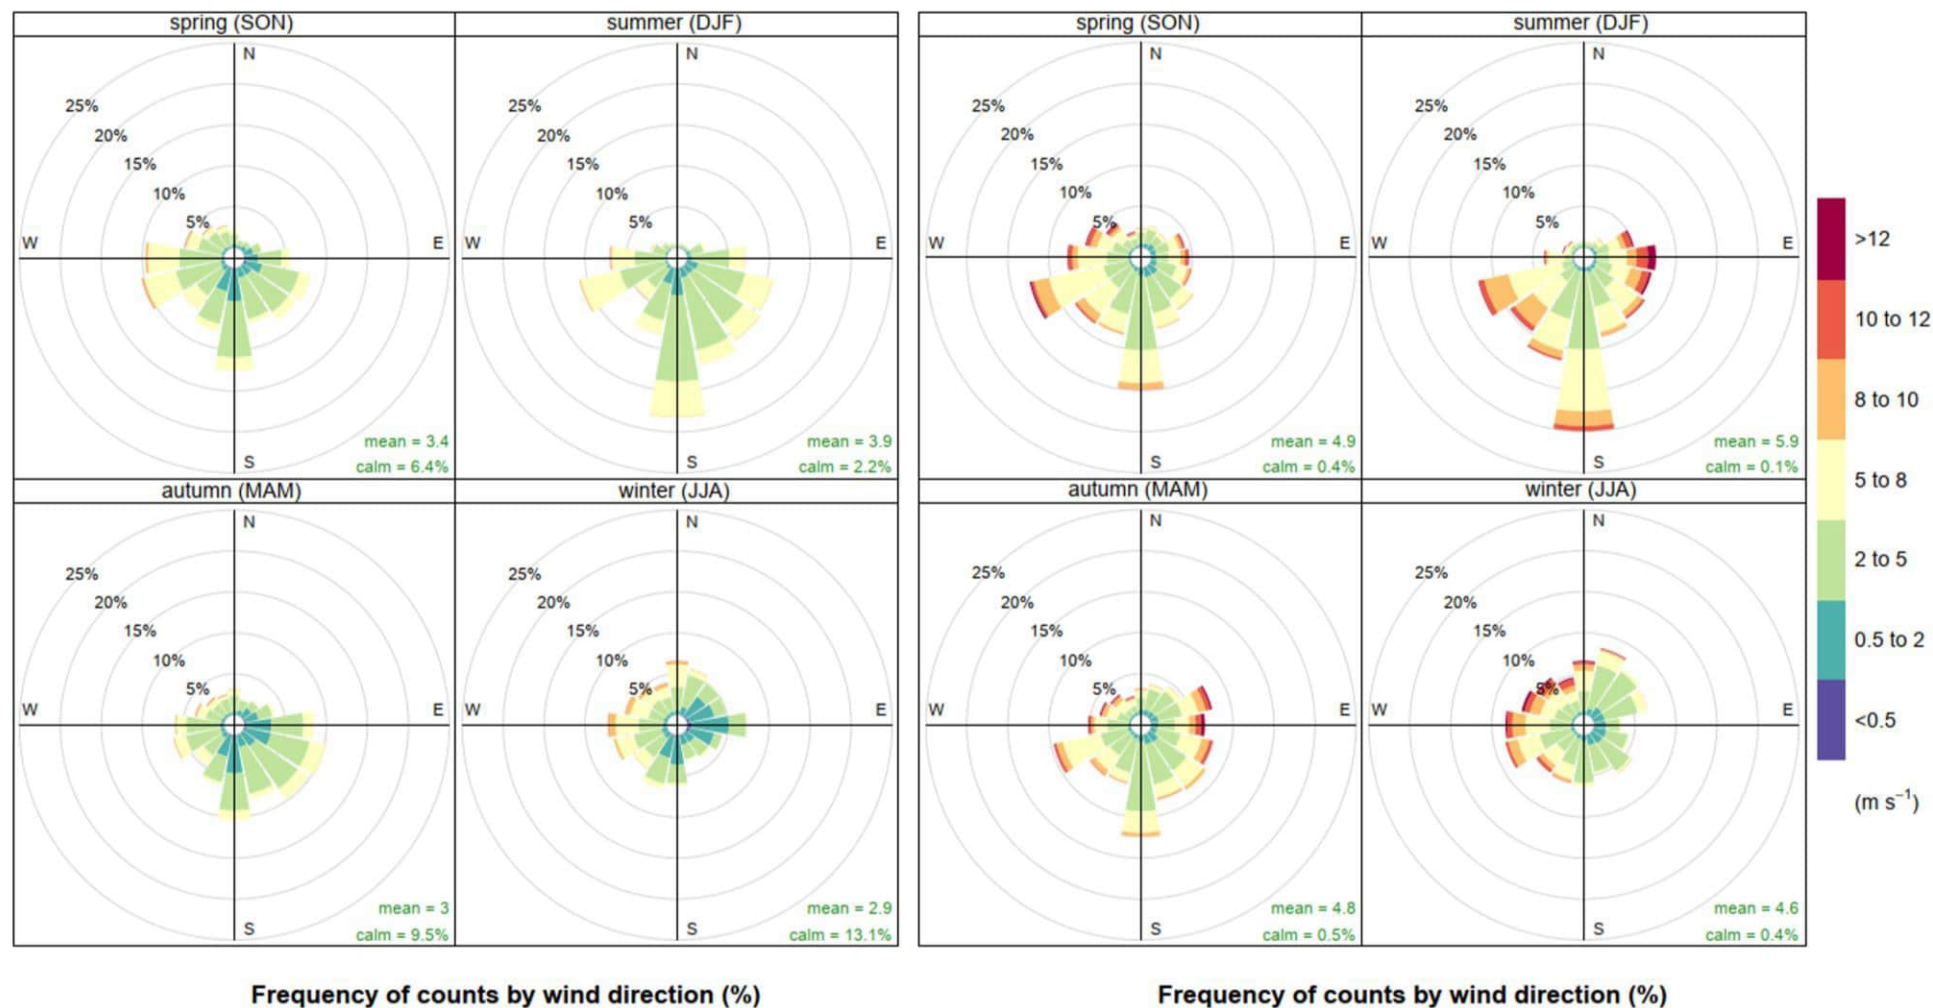 spring (SON)
summer (DJF)
spring (SON)
summer (DJF)
N
N
N
N
25%
25%
25%
25%
20%
20%
20%
20%
15%
15%
15%
15%
10%
10%
10%
10%
5%
5%
5%
5%
W
E
W
E
W
E
W
E
mean = 3.4
mean = 3.9
mean = 4.9
mean = 5.9
S
calm = 6.4%
S
calm = 2.2%
S
calm = 0.4%
S
calm = 0.1%
autumn (MAM)
winter (JJA)
autumn (MAM)
winter (JJA)
N
N
N
N
25%
25%
25%
25%
20%
20%
20%
20%
15%
15%
15%
15%
10%
10%
10%
10%
5%
5%
5%
5%
W
E
W
E
W
E
W
E
mean = 3
mean = 2.9
mean = 4.8
mean = 4.6
S
calm = 9.5%
S
calm = 13.1%
S
calm = 0.5%
S
calm = 0.4%
>12
10 to 12
8 to 10
5 to 8
2 to 5
0.5 to 2
<0.5
(m s⁻¹)
Frequency of counts by wind direction (%)
Frequency of counts by wind direction (%)